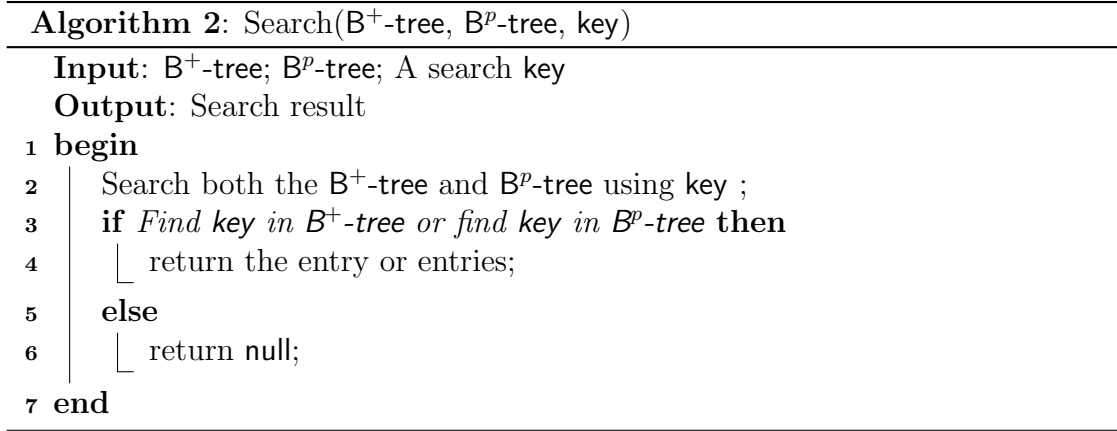 Algorithm 2: Search(B⁺-tree, Bᵖ-tree, key)
Input: B⁺-tree; Bᵖ-tree; A search key
Output: Search result
1 begin
2 Search both the B⁺-tree and Bᵖ-tree using key ;
3 if Find key in B⁺-tree or find key in Bᵖ-tree then
4 return the entry or entries;
5 else
6 return null;
7 end